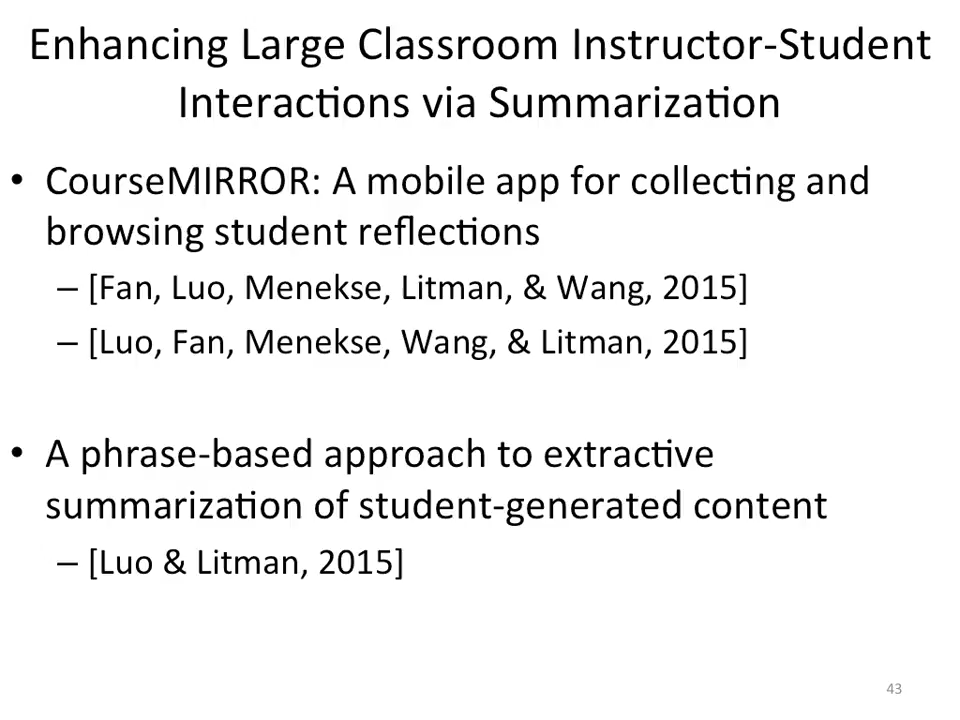 Enhancing Large Classroom Instructor-Student
Interactions via Summarization
• CourseMIRROR: A mobile app for collecting and
browsing student reflections
– [Fan, Luo, Menekse, Litman, & Wang, 2015]
– [Luo, Fan, Menekse, Wang, & Litman, 2015]
• A phrase-based approach to extractive
summarization of student-generated content
– [Luo & Litman, 2015]
43